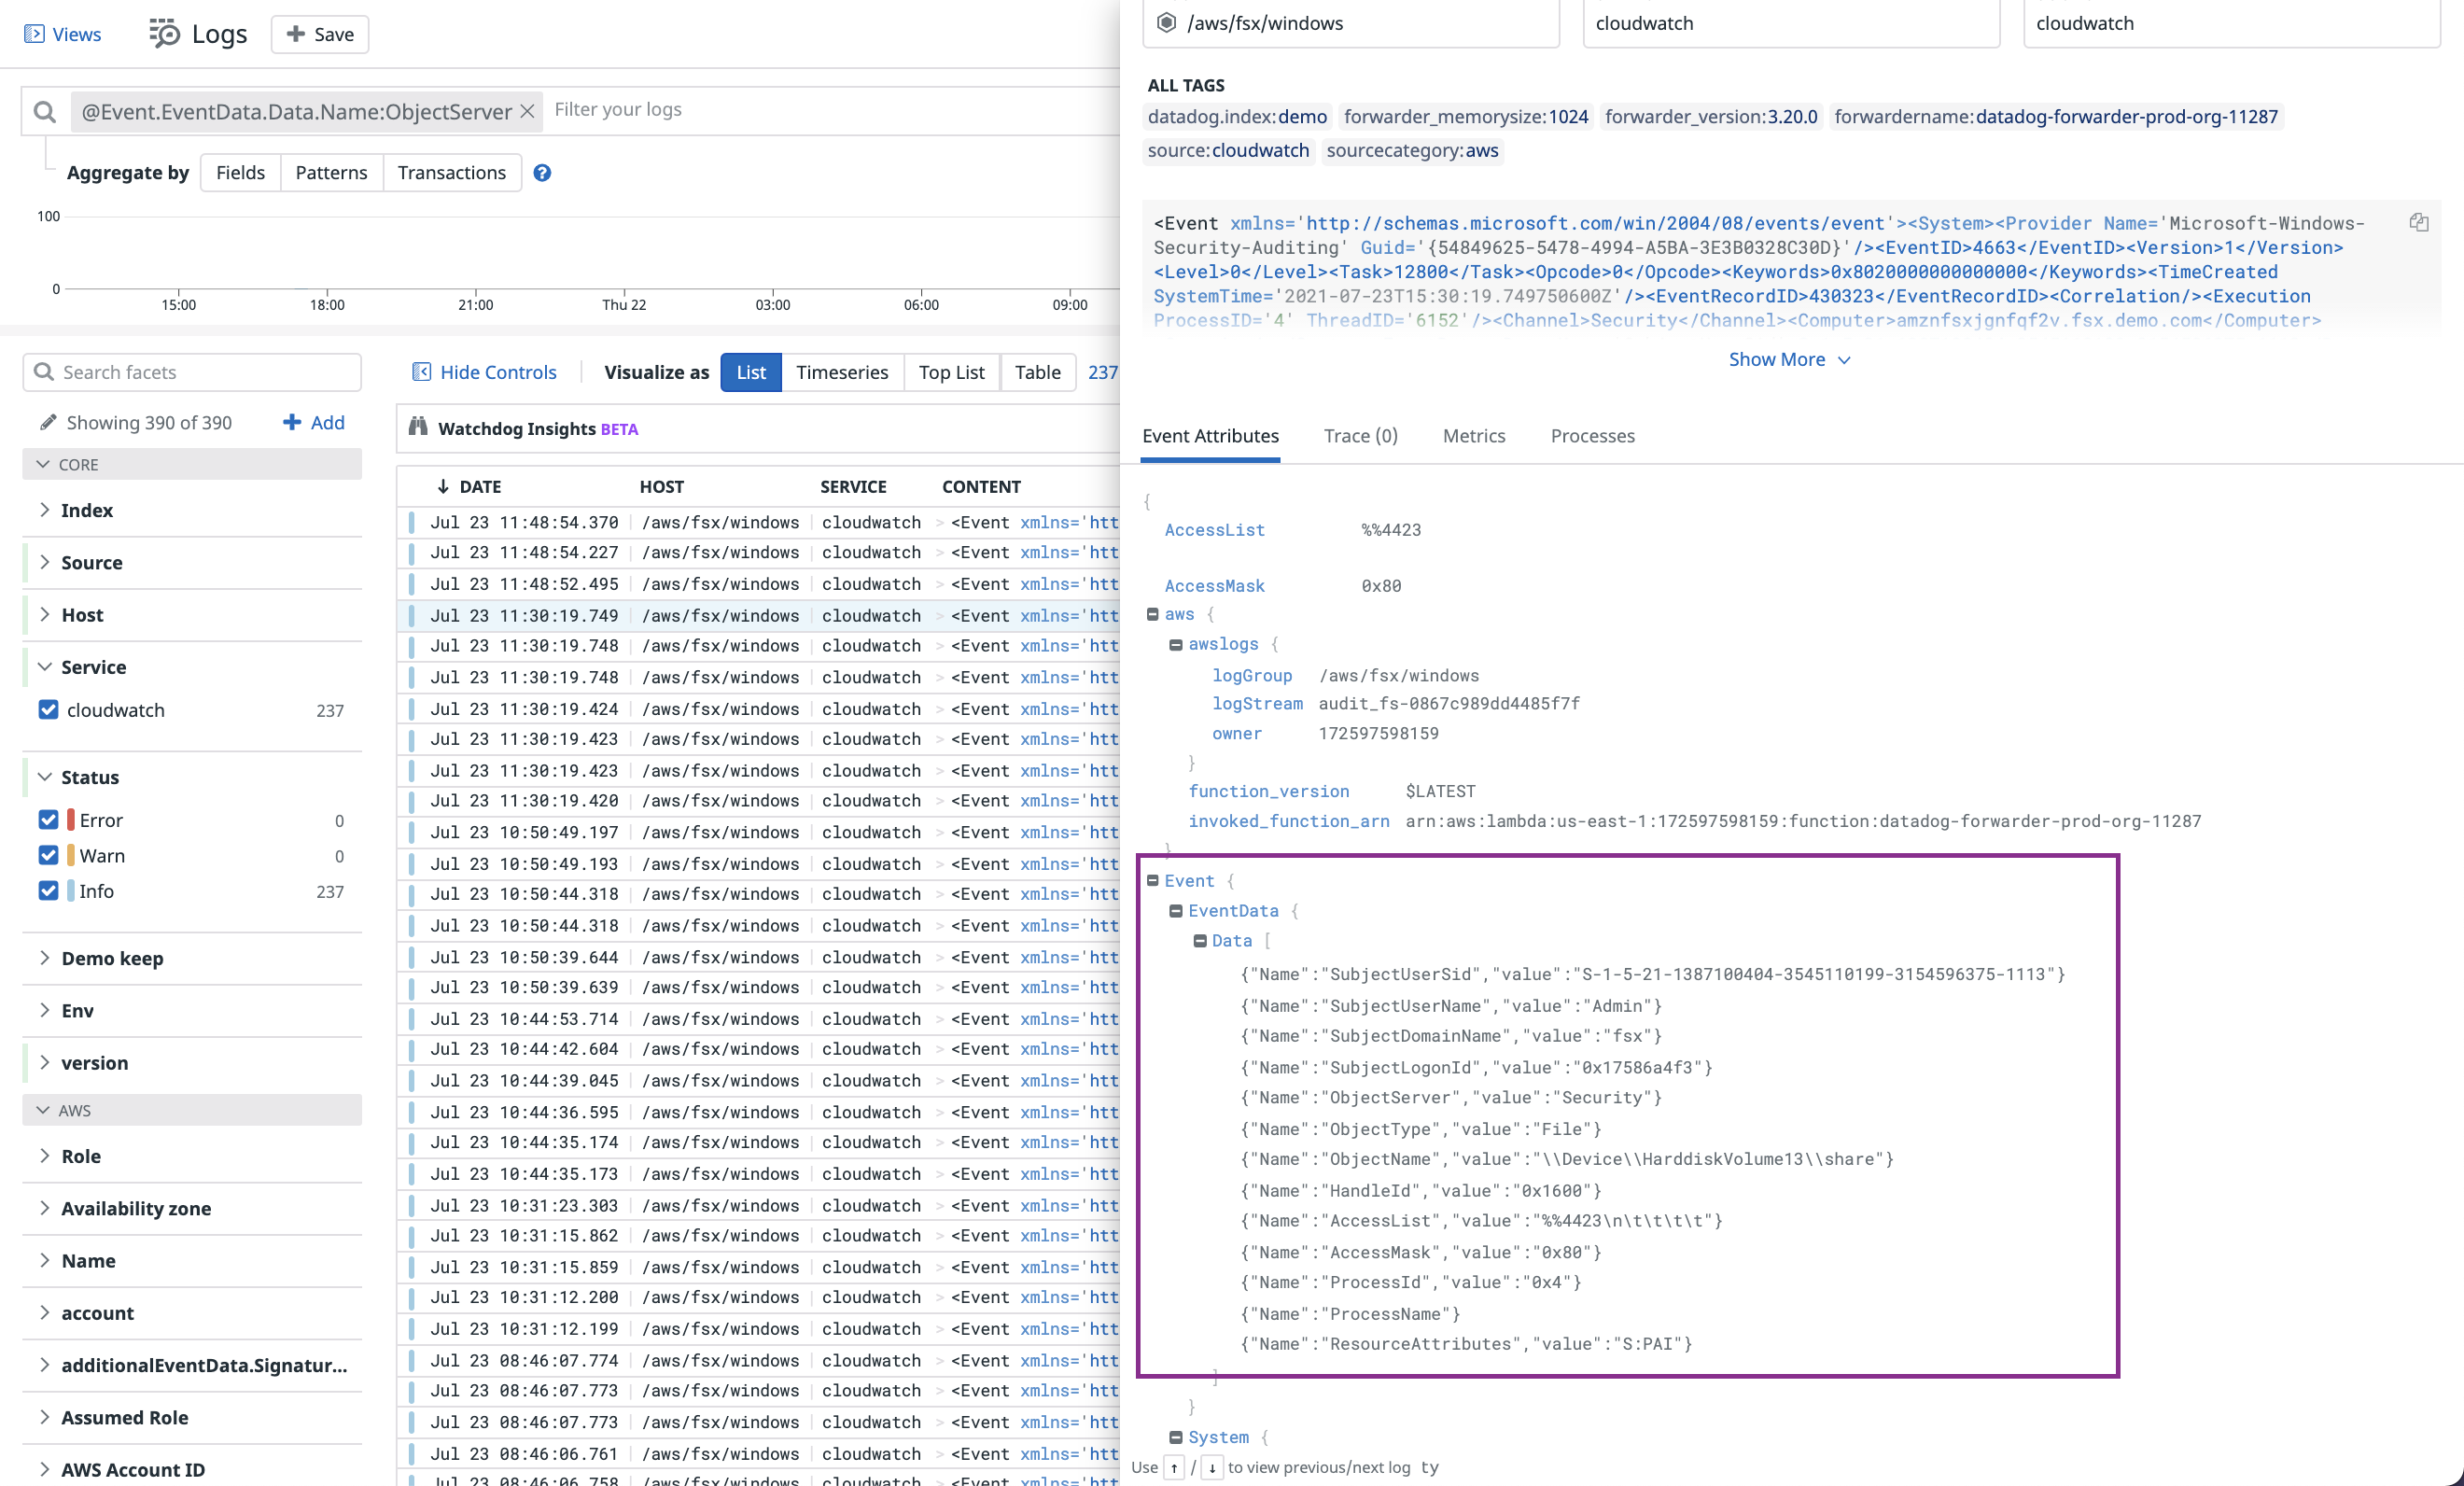 Views
Logs
Save
@Event.EventData.Data.Name:ObjectServer
Filter your logs
Aggregate by
Fields
Patterns
Transactions
?
100
0
15:00
18:00
21:00
Thu 22
03:00
06:00
09:00
Search facets
Showing 390 of 390
Add
CORE
Index
Source
Host
Service
cloudwatch 237
Status
Error 0
Warn 0
Info 237
Demo keep
Env
version
AWS
Role
Availability zone
Name
account
additionalEventData.Signatur...
Assumed Role
AWS Account ID
Hide Controls
Visualize as
List
Timeseries
Top List
Table
237
Watchdog Insights BETA
DATE HOST SERVICE CONTENT
Jul 23 11:48:54.370 /aws/fsx/windows cloudwatch > <Event xmlns='htt
Jul 23 11:48:54.227 /aws/fsx/windows cloudwatch > <Event xmlns='htt
Jul 23 11:48:52.495 /aws/fsx/windows cloudwatch > <Event xmlns='htt
Jul 23 11:30:19.749 /aws/fsx/windows cloudwatch > <Event xmlns='htt
Jul 23 11:30:19.748 /aws/fsx/windows cloudwatch > <Event xmlns='htt
Jul 23 11:30:19.748 /aws/fsx/windows cloudwatch > <Event xmlns='htt
Jul 23 11:30:19.424 /aws/fsx/windows cloudwatch > <Event xmlns='htt
Jul 23 11:30:19.423 /aws/fsx/windows cloudwatch > <Event xmlns='htt
Jul 23 11:30:19.423 /aws/fsx/windows cloudwatch > <Event xmlns='htt
Jul 23 11:30:19.420 /aws/fsx/windows cloudwatch > <Event xmlns='htt
Jul 23 10:50:49.197 /aws/fsx/windows cloudwatch > <Event xmlns='htt
Jul 23 10:50:49.193 /aws/fsx/windows cloudwatch > <Event xmlns='htt
Jul 23 10:50:44.318 /aws/fsx/windows cloudwatch > <Event xmlns='htt
Jul 23 10:50:44.318 /aws/fsx/windows cloudwatch > <Event xmlns='htt
Jul 23 10:50:39.644 /aws/fsx/windows cloudwatch > <Event xmlns='htt
Jul 23 10:50:39.639 /aws/fsx/windows cloudwatch > <Event xmlns='htt
Jul 23 10:44:53.714 /aws/fsx/windows cloudwatch > <Event xmlns='htt
Jul 23 10:44:42.604 /aws/fsx/windows cloudwatch > <Event xmlns='htt
Jul 23 10:44:39.045 /aws/fsx/windows cloudwatch > <Event xmlns='htt
Jul 23 10:44:36.595 /aws/fsx/windows cloudwatch > <Event xmlns='htt
Jul 23 10:44:35.174 /aws/fsx/windows cloudwatch > <Event xmlns='htt
Jul 23 10:44:35.173 /aws/fsx/windows cloudwatch > <Event xmlns='htt
Jul 23 10:31:23.303 /aws/fsx/windows cloudwatch > <Event xmlns='htt
Jul 23 10:31:15.862 /aws/fsx/windows cloudwatch > <Event xmlns='htt
Jul 23 10:31:15.859 /aws/fsx/windows cloudwatch > <Event xmlns='htt
Jul 23 10:31:12.200 /aws/fsx/windows cloudwatch > <Event xmlns='htt
Jul 23 10:31:12.199 /aws/fsx/windows cloudwatch > <Event xmlns='htt
Jul 23 08:46:07.774 /aws/fsx/windows cloudwatch > <Event xmlns='htt
Jul 23 08:46:07.773 /aws/fsx/windows cloudwatch > <Event xmlns='htt
Jul 23 08:46:07.773 /aws/fsx/windows cloudwatch > <Event xmlns='htt
Jul 23 08:46:06.761 /aws/fsx/windows cloudwatch > <Event xmlns='htt
Jul 23 08:46:06.758 /aws/fsx/windows cloudwatch > <Event xmlns='htt
/aws/fsx/windows
cloudwatch
cloudwatch
ALL TAGS
datadog.index:demo forwarder_memorysize:1024 forwarder_version:3.20.0 forwardername:datadog-forwarder-prod-org-11287
source:cloudwatch sourcecategory:aws
<Event xmlns='http://schemas.microsoft.com/win/2004/08/events/event'><System><Provider Name='Microsoft-Windows-
Security-Auditing' Guid='{54849625-5478-4994-A5BA-3E3B0328C30D}'/><EventID>4663</EventID><Version>1</Version>
<Level>0</Level><Task>12800</Task><Opcode>0</Opcode><Keywords>0x8020000000000000</Keywords><TimeCreated
SystemTime='2021-07-23T15:30:19.749750600Z'/><EventRecordID>430323</EventRecordID><Correlation/><Execution
ProcessID='4' ThreadID='6152'/><Channel>Security</Channel><Computer>amznfsxjgnfqf2v.fsx.demo.com</Computer>
Show More
Event Attributes
Trace (0)
Metrics
Processes
{
AccessList %%4423
AccessMask 0x80
aws {
awslogs {
logGroup /aws/fsx/windows
logStream audit_fs-0867c989dd4485f7f
owner 172597598159
}
function_version $LATEST
invoked_function_arn arn:aws:lambda:us-east-1:172597598159:function:datadog-forwarder-prod-org-11287
}
Event {
EventData {
Data [
{"Name":"SubjectUserSid","value":"S-1-5-21-1387100404-3545110199-3154596375-1113"}
{"Name":"SubjectUserName","value":"Admin"}
{"Name":"SubjectDomainName","value":"fsx"}
{"Name":"SubjectLogonId","value":"0x17586a4f3"}
{"Name":"ObjectServer","value":"Security"}
{"Name":"ObjectType","value":"File"}
{"Name":"ObjectName","value":"\\Device\\HarddiskVolume13\\share"}
{"Name":"HandleId","value":"0x1600"}
{"Name":"AccessList","value":"%%4423\n\t\t\t\t"}
{"Name":"AccessMask","value":"0x80"}
{"Name":"ProcessId","value":"0x4"}
{"Name":"ProcessName"}
{"Name":"ResourceAttributes","value":"S:PAI"}
]
}
System {
Use ↑ / ↓ to view previous/next log ty